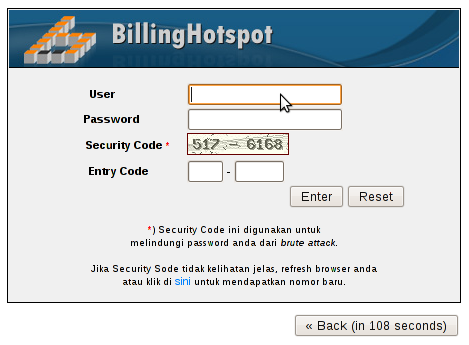 BillingHotspot
User
Password
Security Code * 517 - 6168
Entry Code -
Enter Reset
*) Security Code ini digunakan untuk
melindungi password anda dari brute attack.
Jika Security Sode tidak kelihatan jelas, refresh browser anda
atau klik di sini untuk mendapatkan nomor baru.
« Back (in 108 seconds)